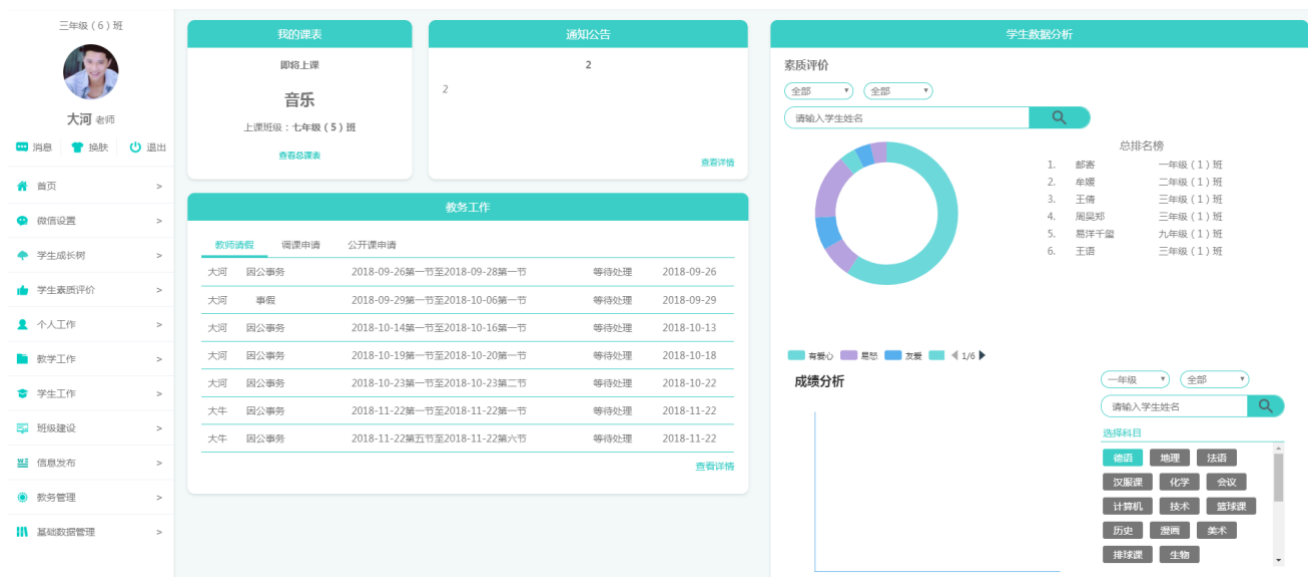 三年级（6）班
大河 老师
消息 换肤 退出
首页 >
微信设置 >
学生成长树 >
学生素质评价 >
个人工作 >
教学工作 >
学生工作 >
班级建设 >
信息发布 >
教务管理 >
基础数据管理 >
我的课表
即将上课
音乐
上课班级：七年级（5）班
查看总课表
通知公告
2
2
查看详情
教务工作
教师请假 调课申请 公开课申请
大河 因公事务 2018-09-26第一节至2018-09-28第一节 等待处理 2018-09-26
大河 事假 2018-09-29第一节至2018-10-06第一节 等待处理 2018-09-29
大河 因公事务 2018-10-14第一节至2018-10-16第一节 等待处理 2018-10-13
大河 因公事务 2018-10-19第一节至2018-10-20第一节 等待处理 2018-10-18
大河 因公事务 2018-10-23第一节至2018-10-23第二节 等待处理 2018-10-22
大牛 因公事务 2018-11-22第一节至2018-11-22第一节 等待处理 2018-11-22
大牛 因公事务 2018-11-22第五节至2018-11-22第六节 等待处理 2018-11-22
查看详情
学生数据分析
素质评价
全部 全部
请输入学生姓名
总排名榜
1. 郝寄 一年级（1）班
2. 牟媛 二年级（1）班
3. 王倩 三年级（1）班
4. 周吴郑 三年级（1）班
5. 易洋千玺 九年级（1）班
6. 王语 三年级（1）班
有爱心 易怒 友爱 1/6
成绩分析
一年级 全部
请输入学生姓名
选择科目
德语 地理 法语
汉服课 化学 会议
计算机 技术 篮球课
历史 漫画 美术
排球课 生物